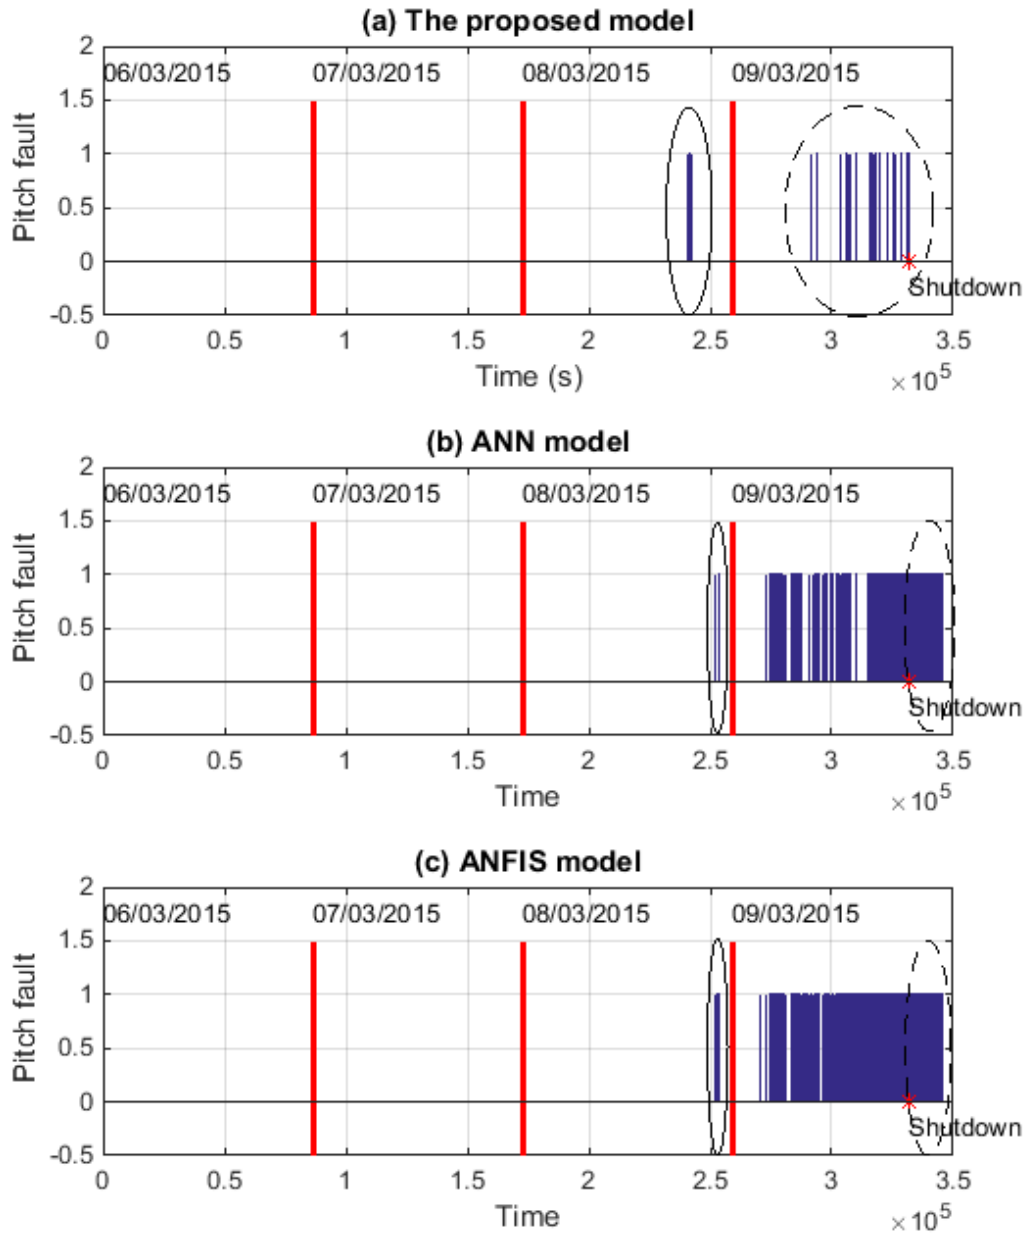 (a) The proposed model
2
06/03/2015 07/03/2015 08/03/2015 09/03/2015
1.5
1
0.5
0
-0.5
Pitch fault
Shutdown
0 0.5 1 1.5 2 2.5 3 3.5
Time (s)
×10^5
(b) ANN model
2
06/03/2015 07/03/2015 08/03/2015 09/03/2015
1.5
1
0.5
0
-0.5
Pitch fault
Shutdown
0 0.5 1 1.5 2 2.5 3 3.5
Time
×10^5
(c) ANFIS model
2
06/03/2015 07/03/2015 08/03/2015 09/03/2015
1.5
1
0.5
0
-0.5
Pitch fault
Shutdown
0 0.5 1 1.5 2 2.5 3 3.5
Time
×10^5